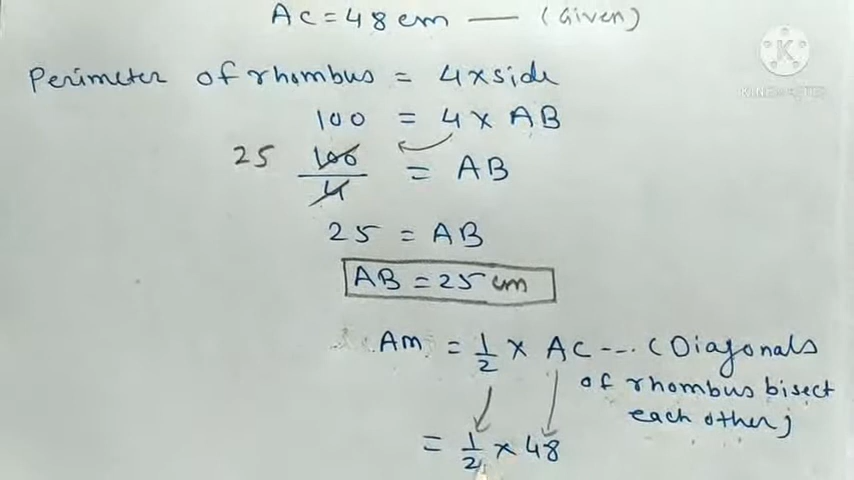 AC = 48 cm — (Given)
K
KINEMASTER
Perimeter of rhombus = 4 x side
100 = 4 x AB
25 100/4 = AB
25 = AB
AB = 25 cm
AM = 1/2 x AC --- (Diagonals
of rhombus bisect
each other)
= 1/2 x 48